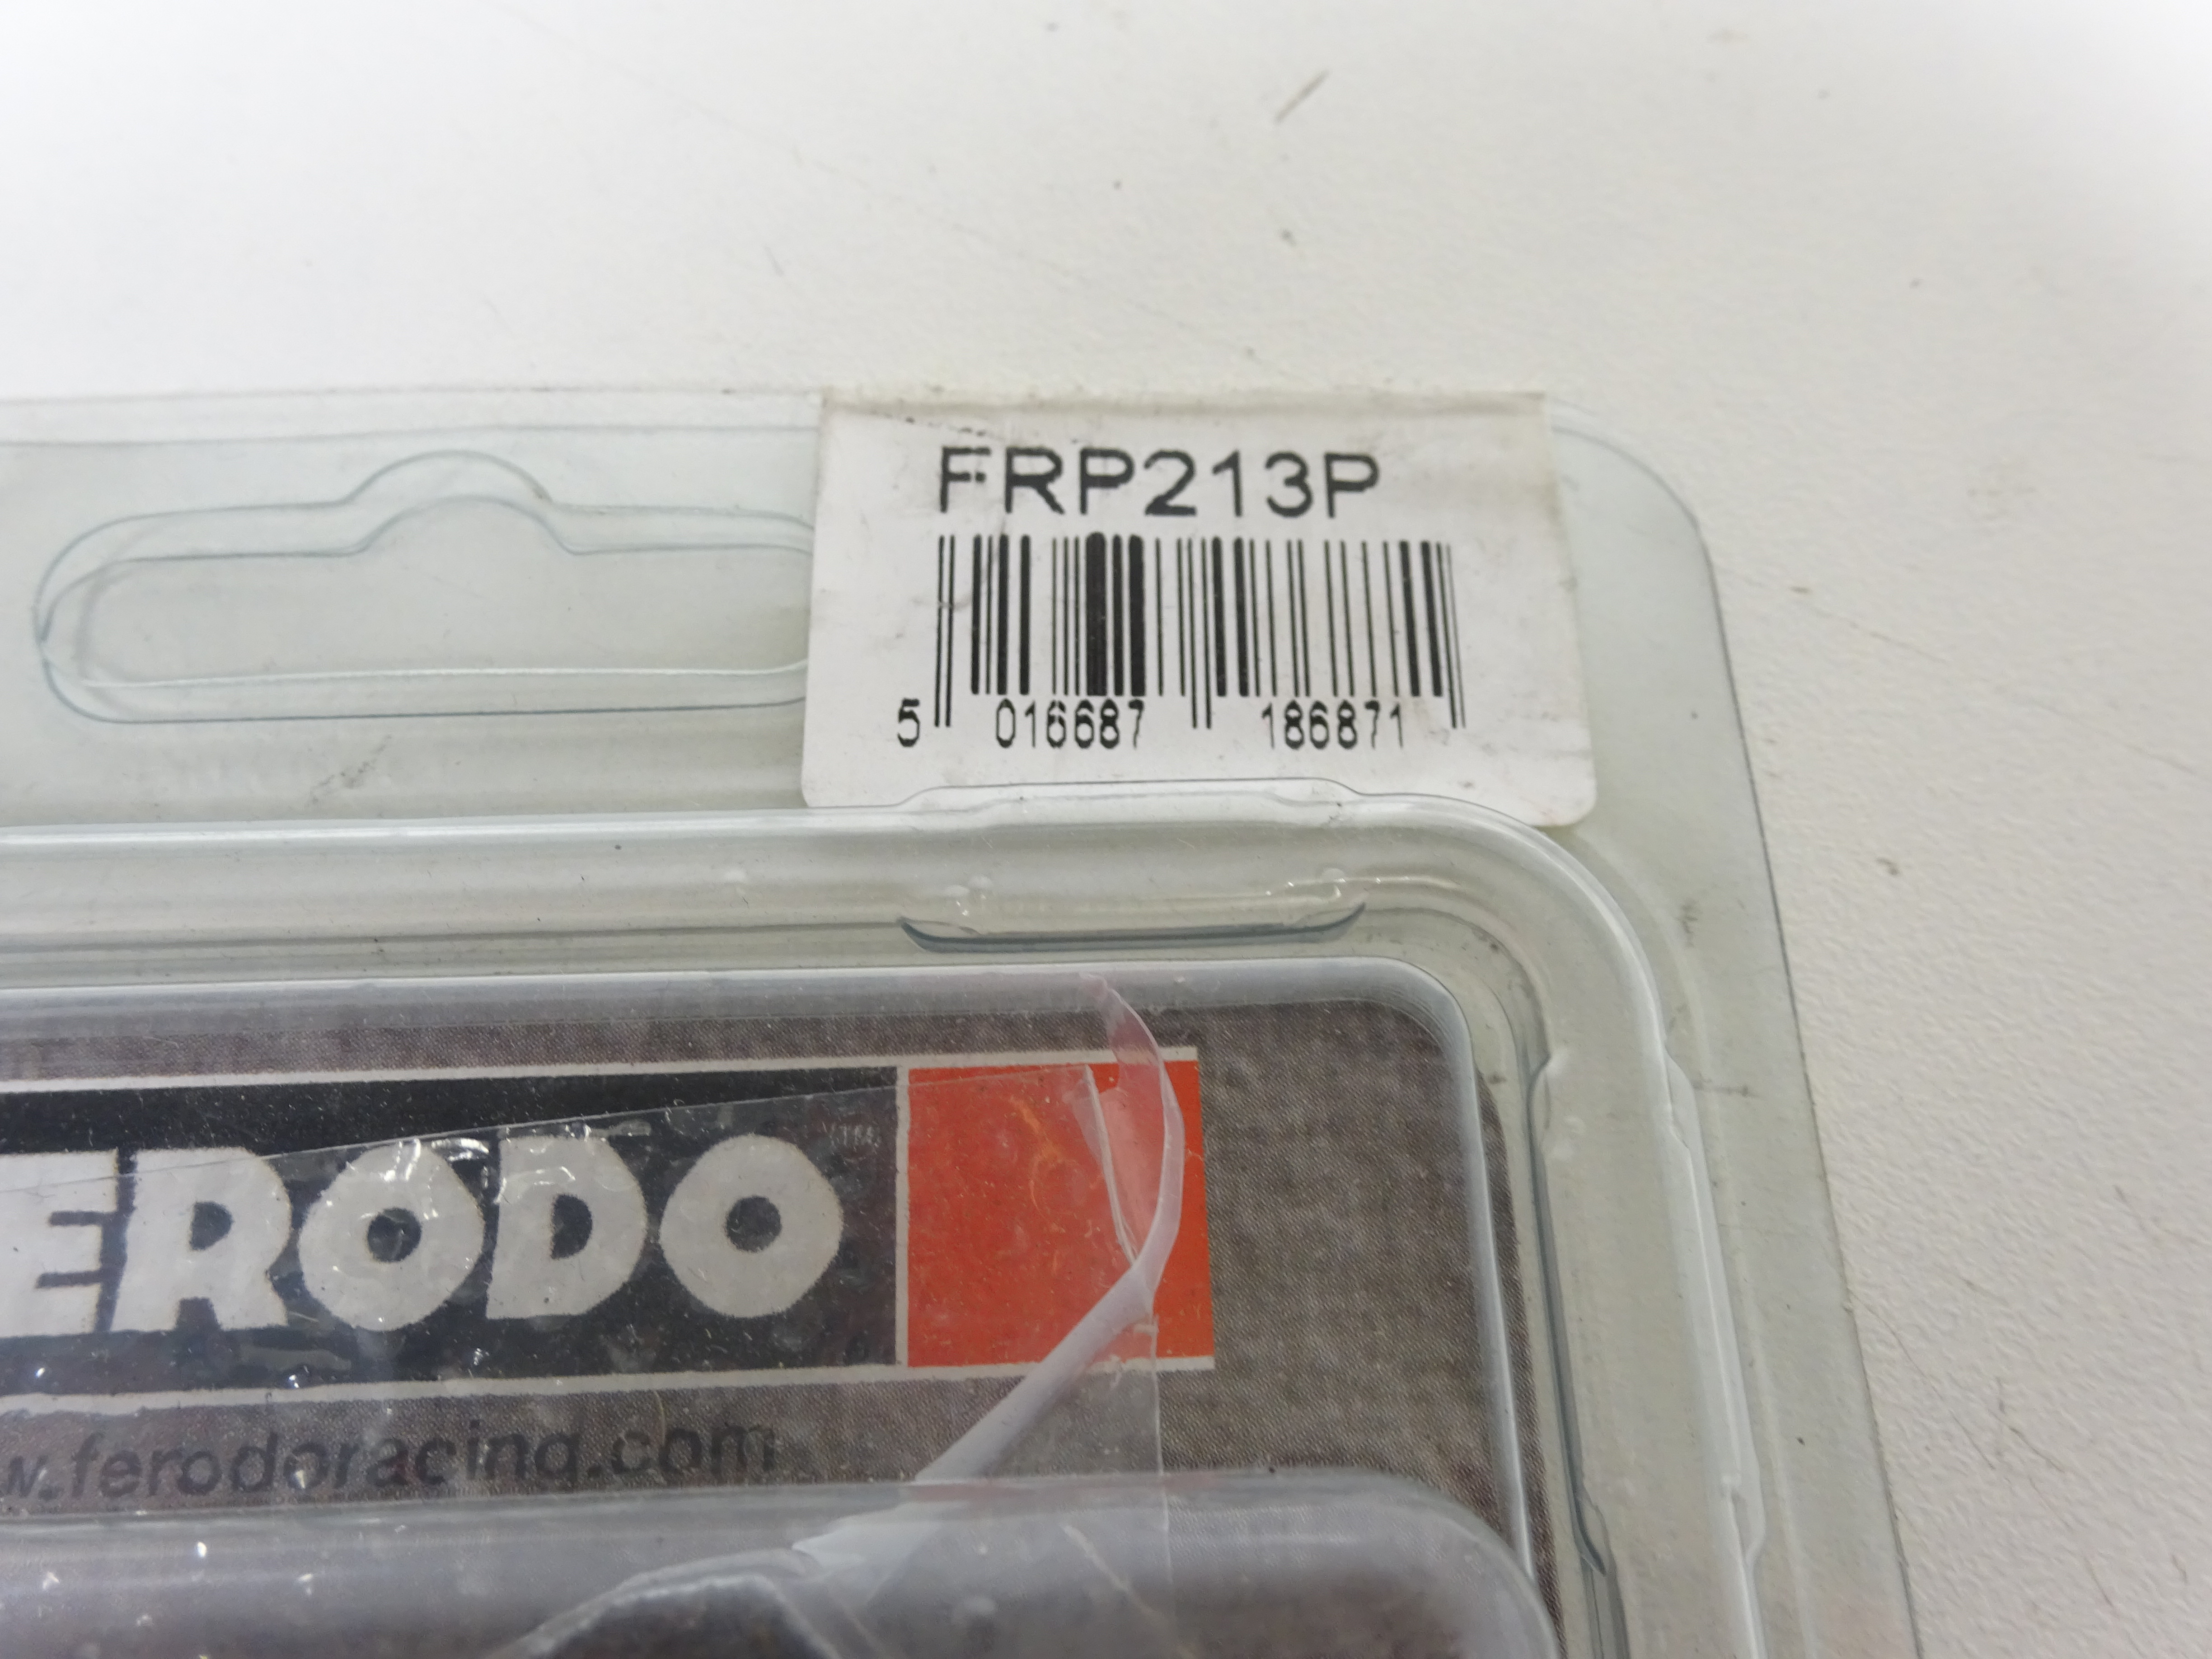 FRP213P
5 016687 186871
ERODO
.ferodoracing.com